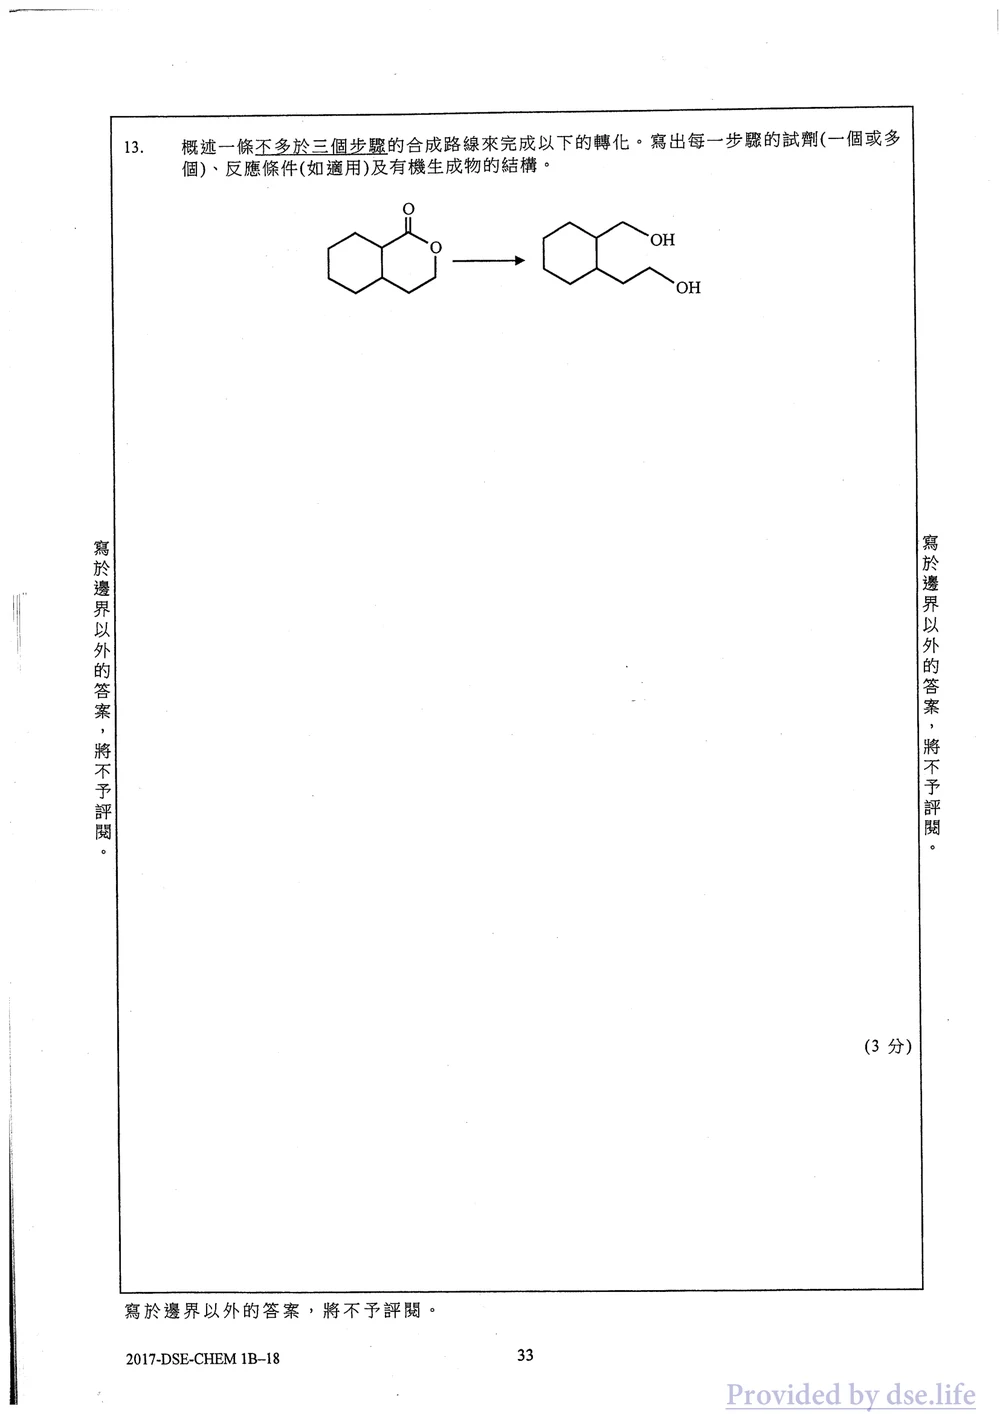 13. 概述一條不多於三個步驟的合成路線來完成以下的轉化。寫出每一步驟的試劑(一個或多
個)、反應條件(如適用)及有機生成物的結構。
O
O
OH
OH
寫於邊界以外的答案，將不予評閱。
寫於邊界以外的答案，將不予評閱。
(3 分)
寫於邊界以外的答案，將不予評閱。
2017-DSE-CHEM 1B–18
33
Provided by dse.life